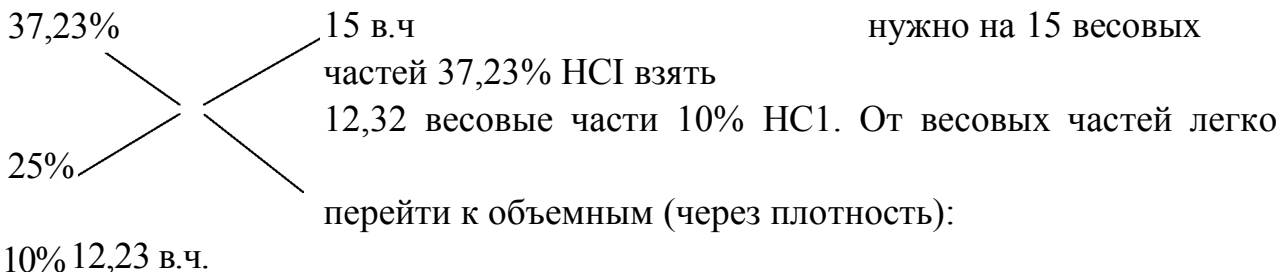 37,23% 15 в.ч нужно на 15 весовых
частей 37,23% HCI взять
12,32 весовые части 10% HC1. От весовых частей легко
25%
перейти к объемным (через плотность):
10% 12,23 в.ч.